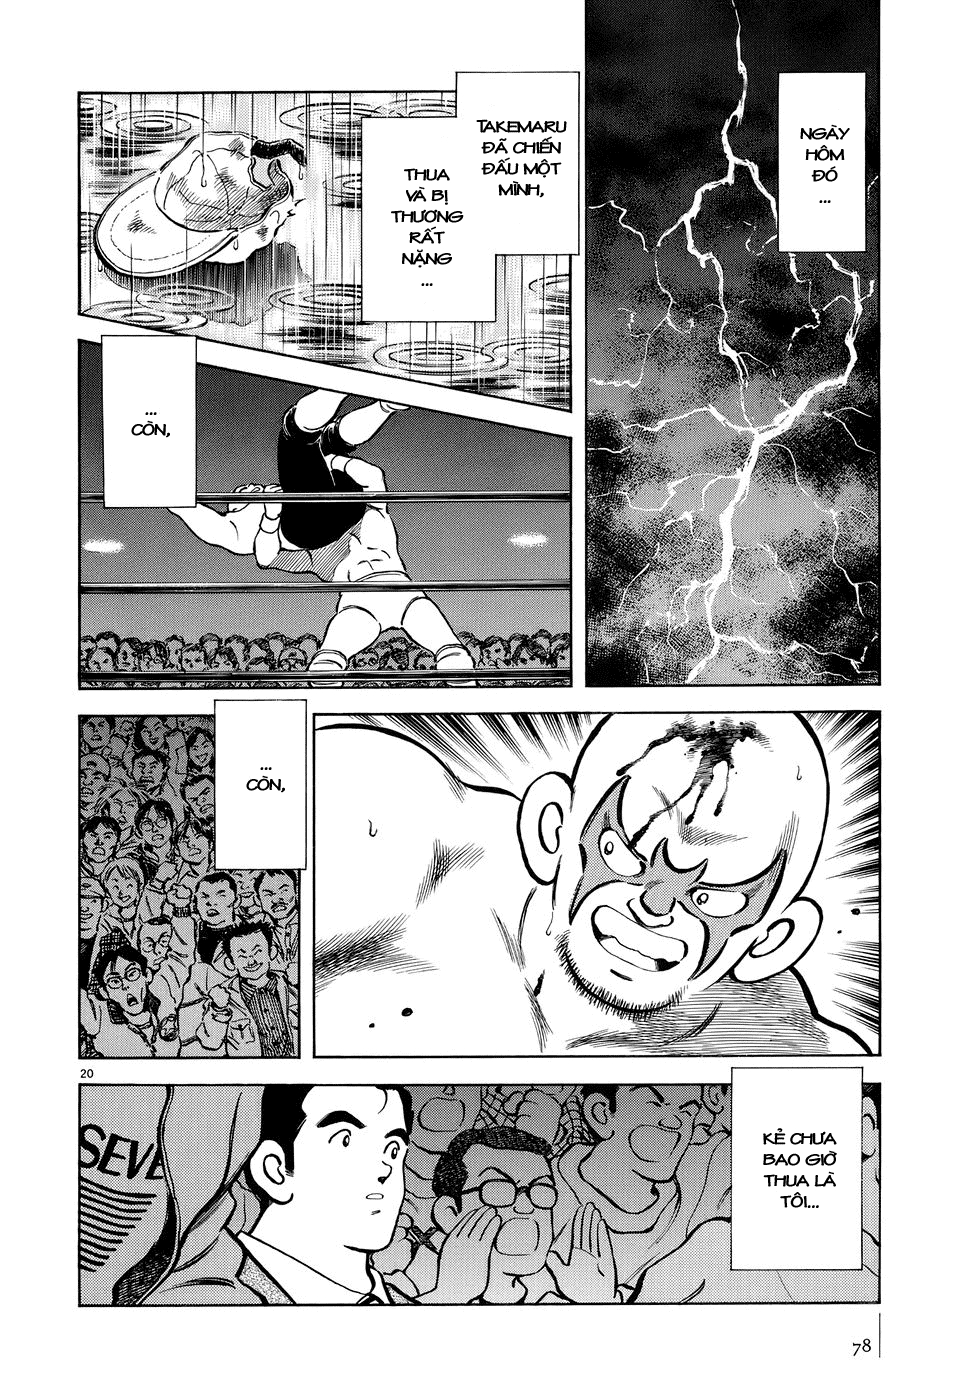 NGÀY
HÔM
ĐÓ
...
TAKEMARU
ĐÃ CHIẾN
ĐẤU MỘT
MÌNH,
THUA
VÀ BỊ
THƯƠNG
RẤT
NẶNG
...
...
CÒN,
...
CÒN,
20
KẺ CHƯA
BAO GIỜ
THUA LÀ
TÔI...
SEVE
78